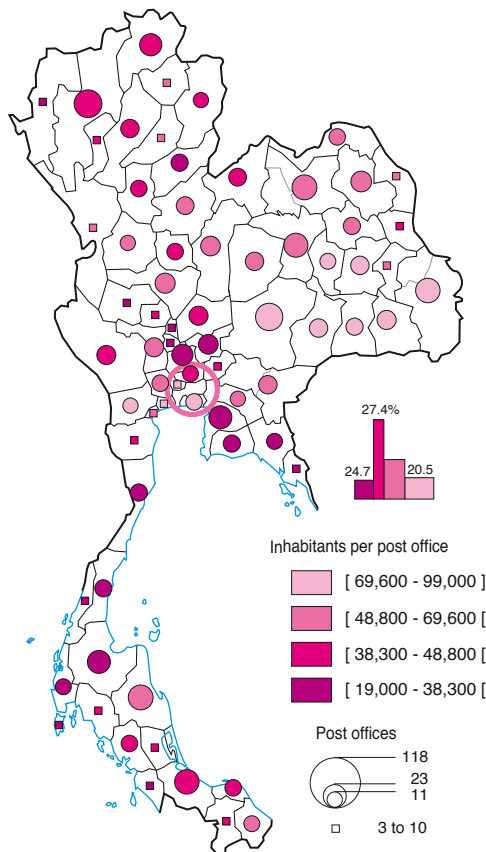 27.4%
24.7
20.5
Inhabitants per post office
[ 69,600 - 99,000 ]
[ 48,800 - 69,600 [
[ 38,300 - 48,800 [
[ 19,000 - 38,300 [
Post offices
118
23
11
3 to 10